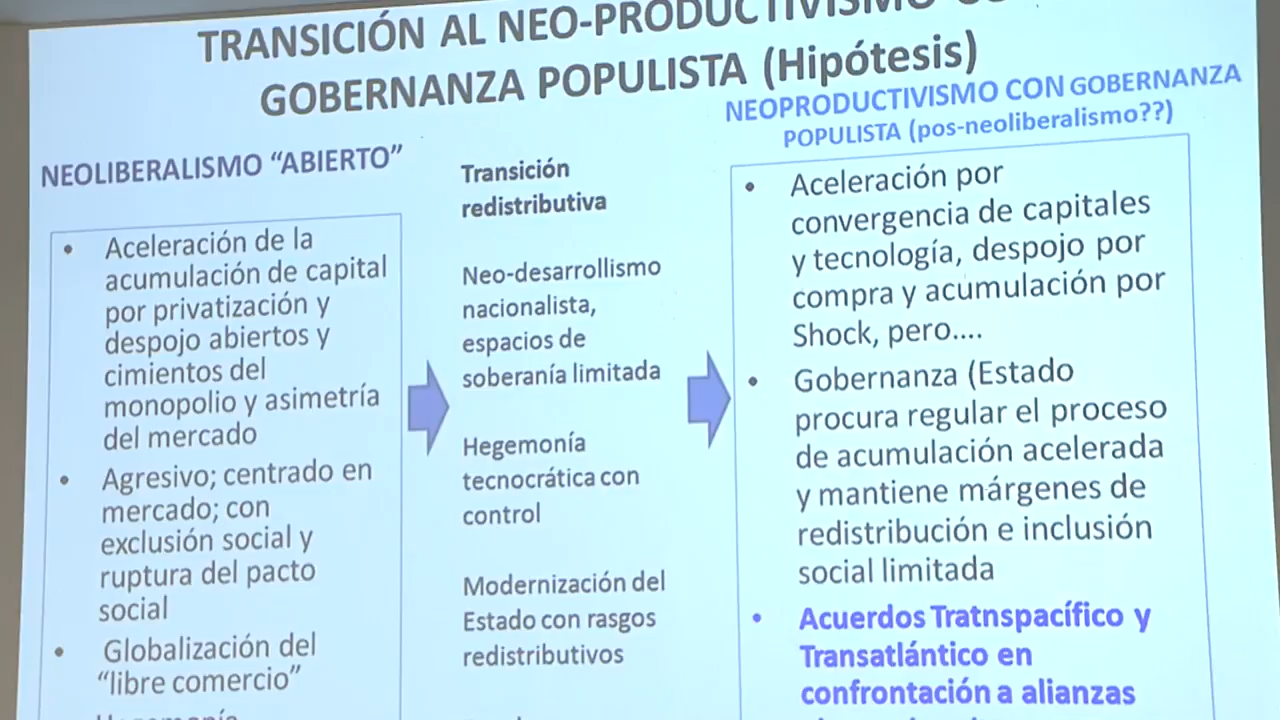 TRANSICIÓN AL NEO-PRODUCTIVISMO
GOBERNANZA POPULISTA (Hipótesis)
NEOLIBERALISMO “ABIERTO”
Aceleración de la
acumulación de capital
por privatización y
despojo abiertos y
cimientos del
monopolio y asimetría
del mercado
Agresivo; centrado en
mercado; con
exclusión social y
ruptura del pacto
social
Globalización del
“libre comercio”
Transición
redistributiva
Neo-desarrollismo
nacionalista,
espacios de
soberanía limitada
Hegemonía
tecnocrática con
control
Modernización del
Estado con rasgos
redistributivos
NEOPRODUCTIVISMO CON GOBERNANZA
POPULISTA (pos-neoliberalismo??)
Aceleración por
convergencia de capitales
y tecnología, despojo por
compra y acumulación por
Shock, pero....
Gobernanza (Estado
procura regular el proceso
de acumulación acelerada
y mantiene márgenes de
redistribución e inclusión
social limitada
Acuerdos Tratnspacífico y
Transatlántico en
confrontación a alianzas